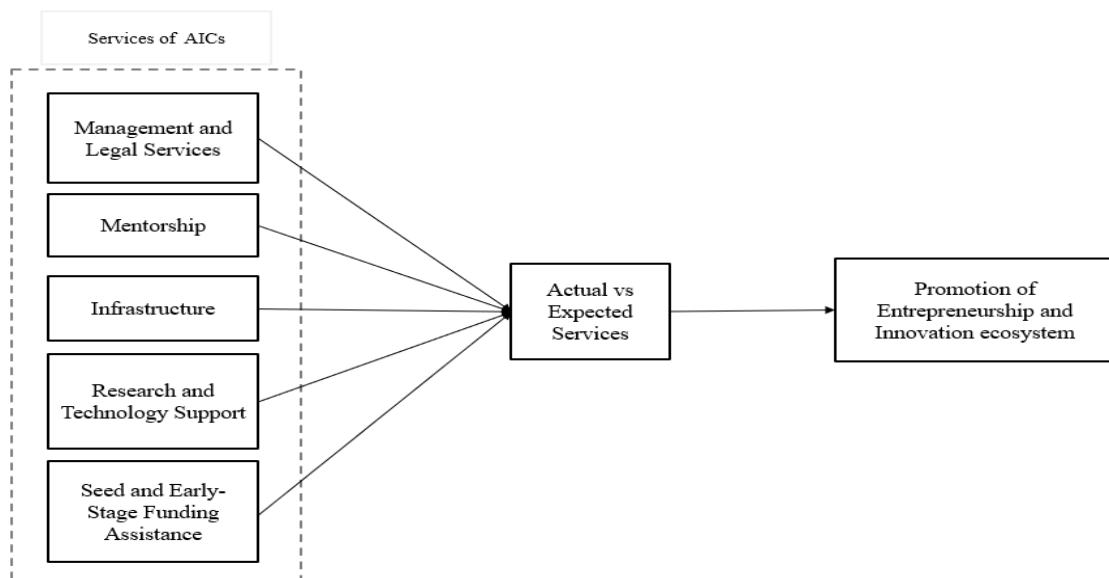 Services of AICs
Management and
Legal Services
Mentorship
Infrastructure
Research and
Technology Support
Seed and Early-
Stage Funding
Assistance
Actual vs
Expected
Services
Promotion of
Entrepreneurship and
Innovation ecosystem